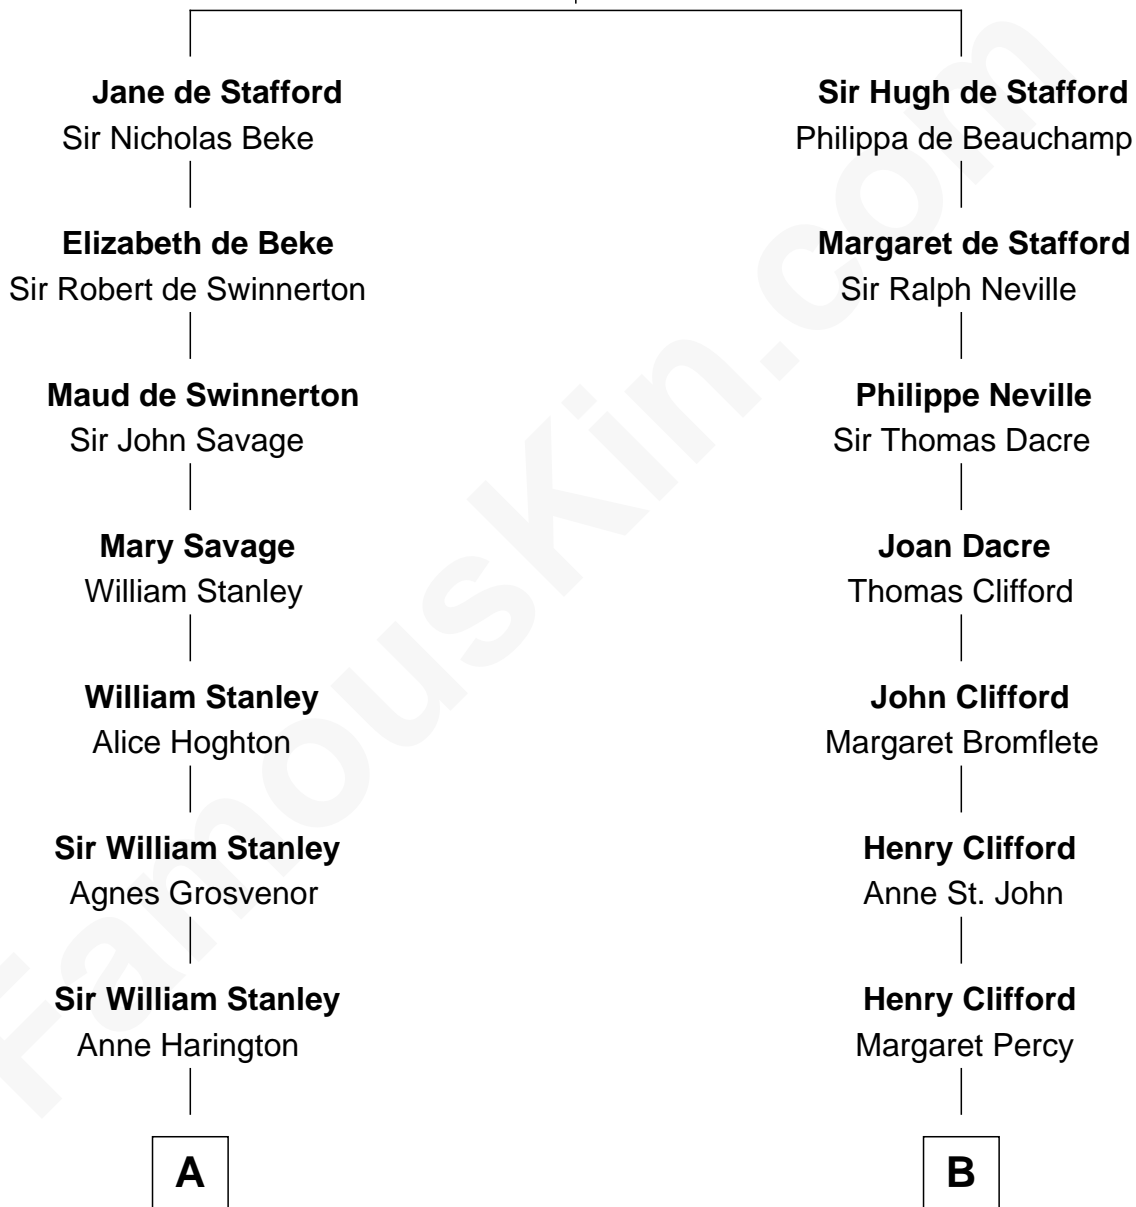 Jane de Stafford
Sir Nicholas Beke
Elizabeth de Beke
Sir Robert de Swinnerton
Maud de Swinnerton
Sir John Savage
Mary Savage
William Stanley
William Stanley
Alice Hoghton
Sir William Stanley
Agnes Grosvenor
Sir William Stanley
Anne Harington
A
Sir Hugh de Stafford
Philippa de Beauchamp
Margaret de Stafford
Sir Ralph Neville
Philippe Neville
Sir Thomas Dacre
Joan Dacre
Thomas Clifford
John Clifford
Margaret Bromflete
Henry Clifford
Anne St. John
Henry Clifford
Margaret Percy
B
FamousKin.com